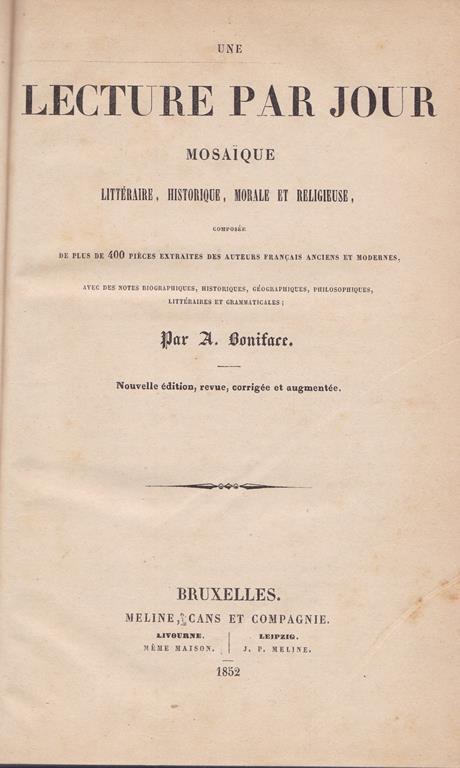 UNE
LECTURE PAR JOUR
MOSAÏQUE
LITTÉRAIRE, HISTORIQUE, MORALE ET RELIGIEUSE,
COMPOSÉE
DE PLUS DE 400 PIÈCES EXTRAITES DES AUTEURS FRANÇAIS ANCIENS ET MODERNES,
AVEC DES NOTES BIOGRAPHIQUES, HISTORIQUES, GÉOGRAPHIQUES, PHILOSOPHIQUES,
LITTÉRAIRES ET GRAMMATICALES;
Par A. Boniface.
Nouvelle édition, revue, corrigée et augmentée.
BRUXELLES.
MELINE, CANS ET COMPAGNIE.
LIVOURNE. LEIPZIG.
MÊME MAISON. J. P. MELINE.
1852